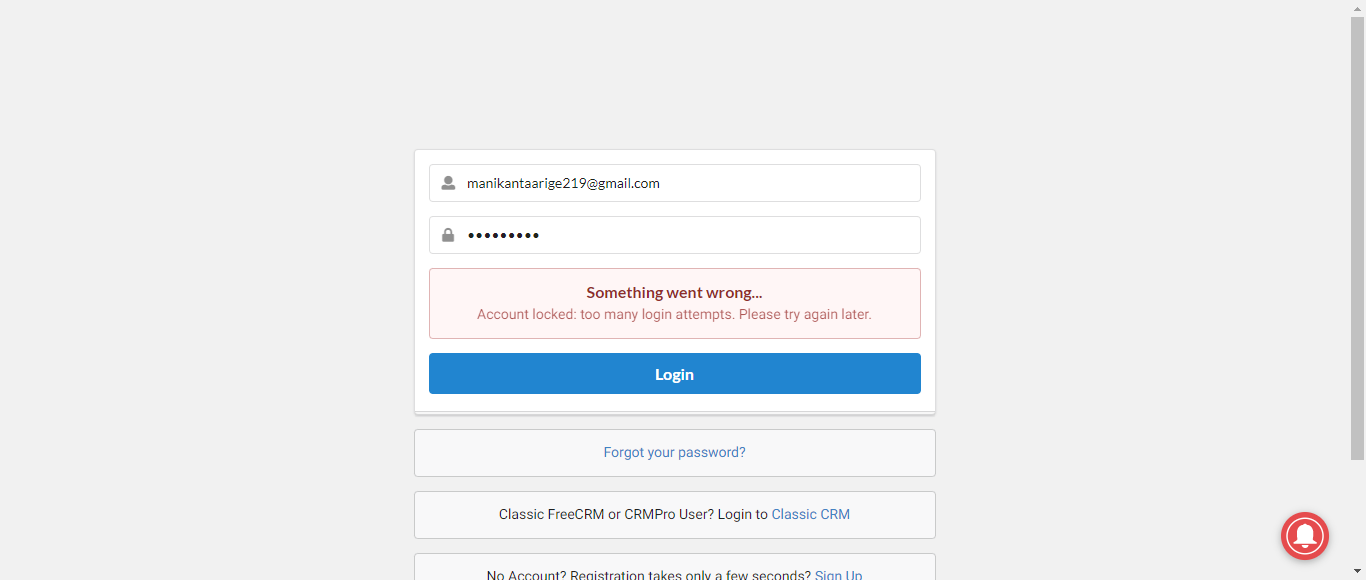 manikantaarige219@gmail.com
•••••••••
Something went wrong...
Account locked: too many login attempts. Please try again later.
Login
Forgot your password?
Classic FreeCRM or CRMPro User? Login to Classic CRM
No Account? Registration takes only a few seconds? Sign Up